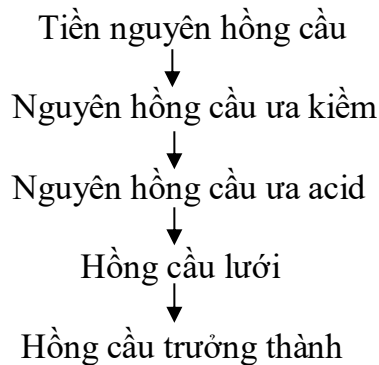 Tiền nguyên hồng cầu
Nguyên hồng cầu ưa kiềm
Nguyên hồng cầu ưa acid
Hồng cầu lưới
Hồng cầu trưởng thành